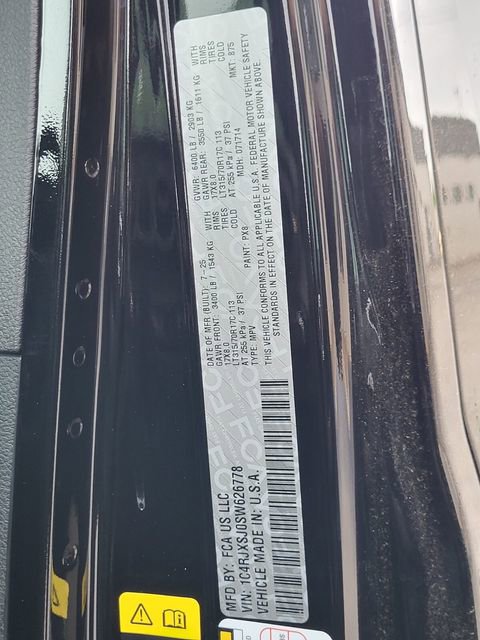 MFD BY: FCA US LLC
DATE OF MFR (BUILT): 7-25
GVWR: 6400 LB / 2903 KG
GAWR FRONT: 3400 LB / 1543 KG WITH
GAWR REAR: 3550 LB / 1611 KG WITH
17X8.0 RIMS
17X8.0 RIMS
LT315/70R17C 113 TIRES
LT315/70R17C 113 TIRES
AT 255 kPa / 37 PSI COLD
AT 255 kPa / 37 PSI COLD
VIN: 1C4RJXSJ0SW626778
TYPE: MPV
PAINT: PX8
MDH: 071714
MKT: 875
VEHICLE MADE IN: U.S.A.
THIS VEHICLE CONFORMS TO ALL APPLICABLE U.S.A. FEDERAL MOTOR VEHICLE SAFETY
STANDARDS IN EFFECT ON THE DATE OF MANUFACTURE SHOWN ABOVE.